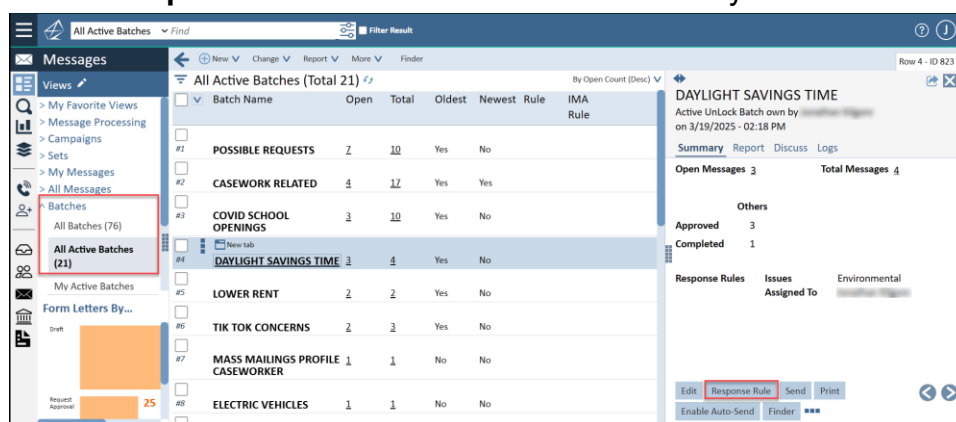 All Active Batches Find Filter Result J
Messages New Change Report More Finder Row 4 - ID 823
Views All Active Batches (Total 21) By Open Count (Desc)
> My Favorite Views
> Message Processing
> Campaigns
> Sets
> My Messages
> All Messages
Batches
All Batches (76)
All Active Batches
(21)
My Active Batches
Form Letters By...
Draft
Request
Approval 25
Batch Name Open Total Oldest Newest Rule IMA
Rule
#1 POSSIBLE REQUESTS 7 10 Yes No
#2 CASEWORK RELATED 4 17 Yes Yes
#3 COVID SCHOOL 3 10 Yes No
OPENINGS
New tab
#4 DAYLIGHT SAVINGS TIME 3 4 Yes No
#5 LOWER RENT 2 2 Yes No
#6 TIK TOK CONCERNS 2 3 Yes No
#7 MASS MAILINGS PROFILE 1 1 No No
CASEWORKER
#8 ELECTRIC VEHICLES 1 1 No No
DAYLIGHT SAVINGS TIME
Active UnLock Batch own by
on 3/19/2025 - 02:18 PM
Summary Report Discuss Logs
Open Messages 3 Total Messages 4
Others
Approved 3
Completed 1
Response Rules Issues Environmental
Assigned To
Edit Response Rule Send Print
Enable Auto-Send Finder